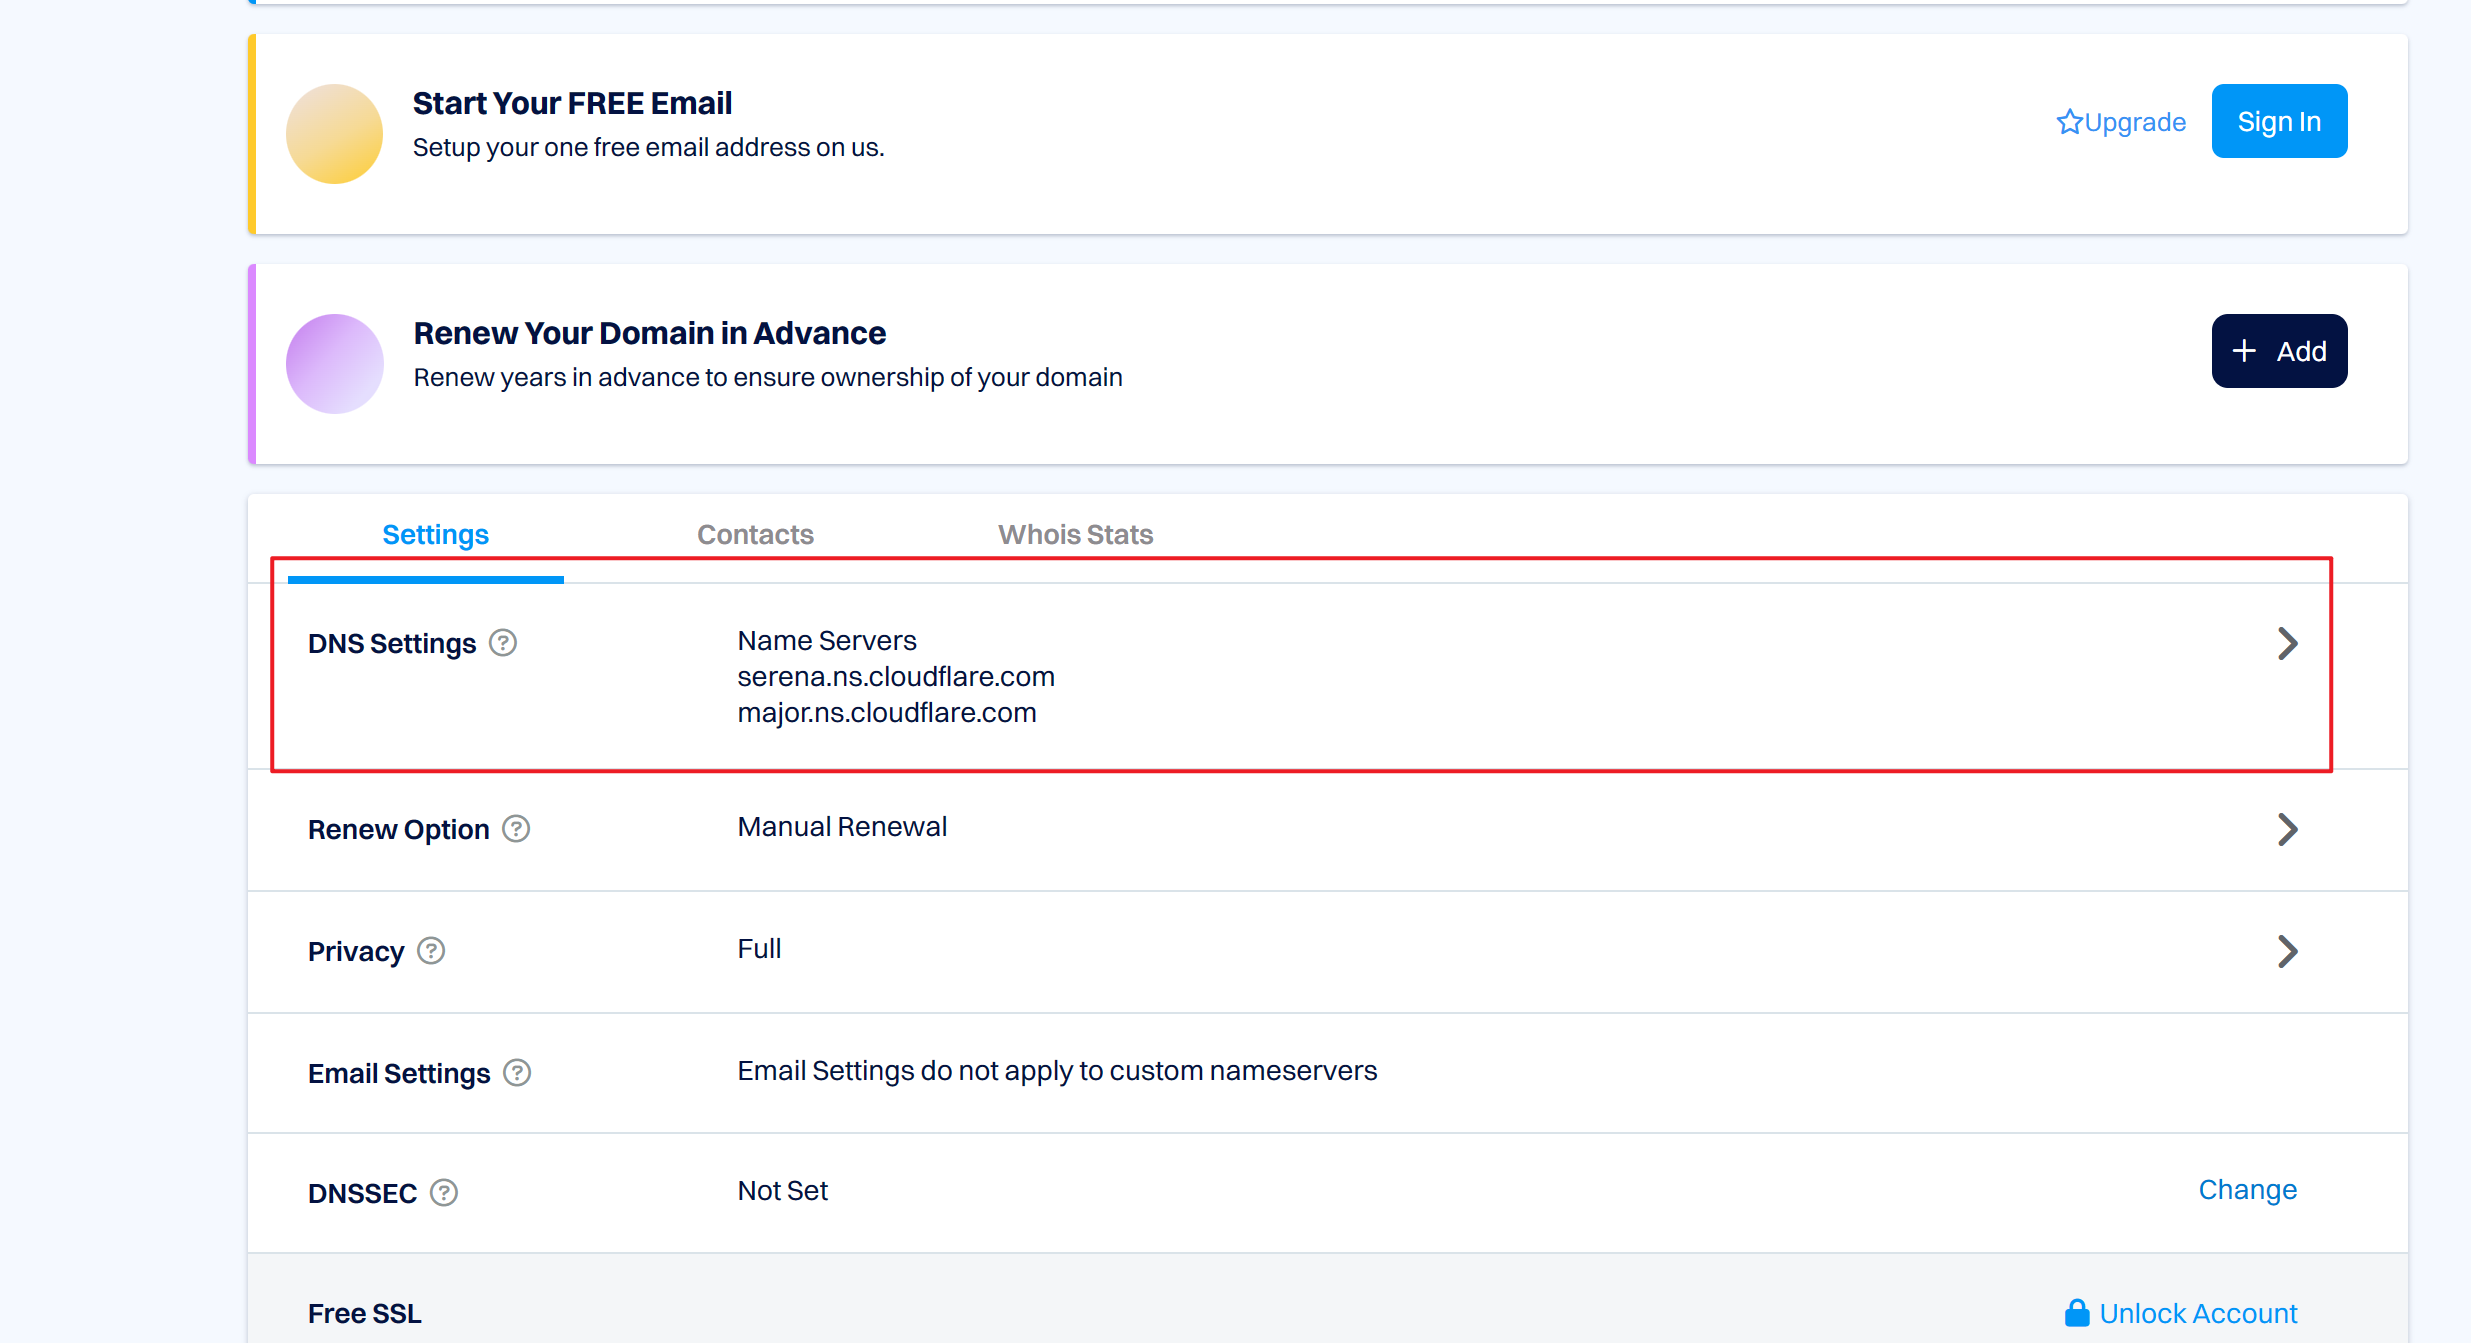 Start Your FREE Email
Setup your one free email address on us.
Upgrade
Sign In
Renew Your Domain in Advance
Renew years in advance to ensure ownership of your domain
+ Add
Settings Contacts Whois Stats
DNS Settings ? Name Servers
serena.ns.cloudflare.com
major.ns.cloudflare.com
Renew Option ? Manual Renewal
Privacy ? Full
Email Settings ? Email Settings do not apply to custom nameservers
DNSSEC ? Not Set Change
Free SSL Unlock Account